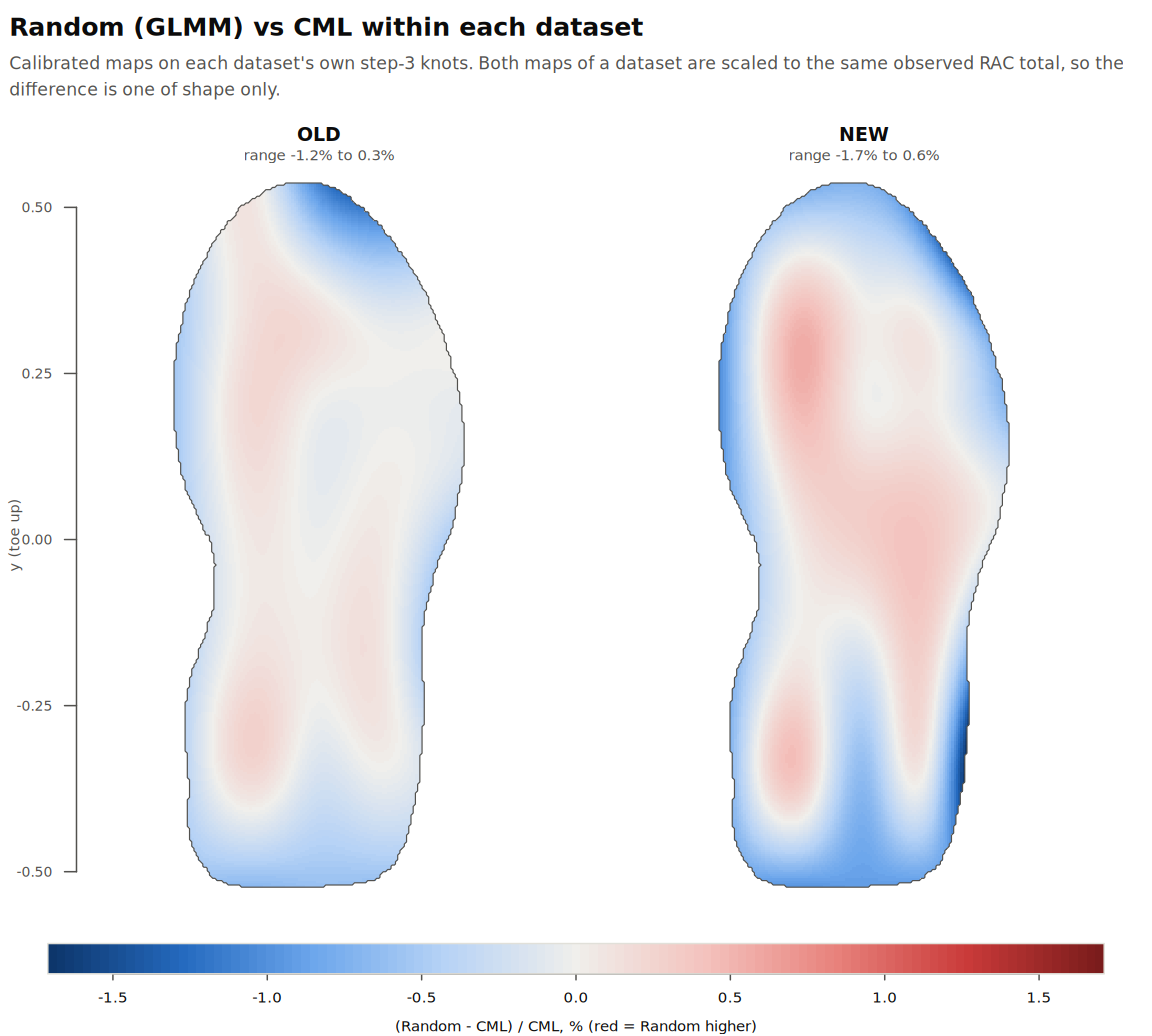 Random (GLMM) vs CML within each dataset
Calibrated maps on each dataset's own step-3 knots. Both maps of a dataset are scaled to the same observed RAC total, so the
difference is one of shape only.
OLD
range -1.2% to 0.3%
NEW
range -1.7% to 0.6%
y (toe up)
0.50
0.25
0.00
-0.25
-0.50
-1.5 -1.0 -0.5 0.0 0.5 1.0 1.5
(Random - CML) / CML, % (red = Random higher)